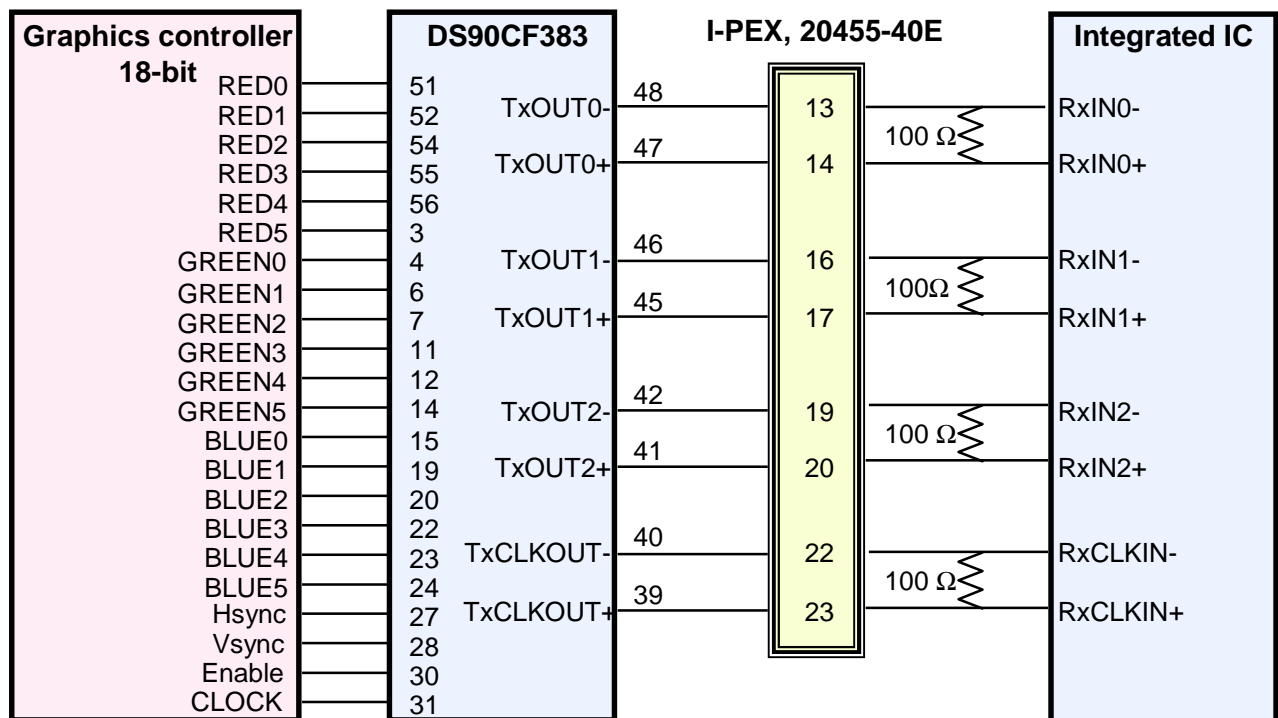 Graphics controller
18-bit
RED0
RED1
RED2
RED3
RED4
RED5
GREEN0
GREEN1
GREEN2
GREEN3
GREEN4
GREEN5
BLUE0
BLUE1
BLUE2
BLUE3
BLUE4
BLUE5
Hsync
Vsync
Enable
CLOCK
DS90CF383
51
52
54
55
56
3
4
6
7
11
12
14
15
19
20
22
23
24
27
28
30
31
TxOUT0-
TxOUT0+
TxOUT1-
TxOUT1+
TxOUT2-
TxOUT2+
TxCLKOUT-
TxCLKOUT+
48
47
46
45
42
41
40
39
I-PEX, 20455-40E
13
14
16
17
19
20
22
23
100 Ω
100Ω
100 Ω
100 Ω
Integrated IC
RxIN0-
RxIN0+
RxIN1-
RxIN1+
RxIN2-
RxIN2+
RxCLKIN-
RxCLKIN+